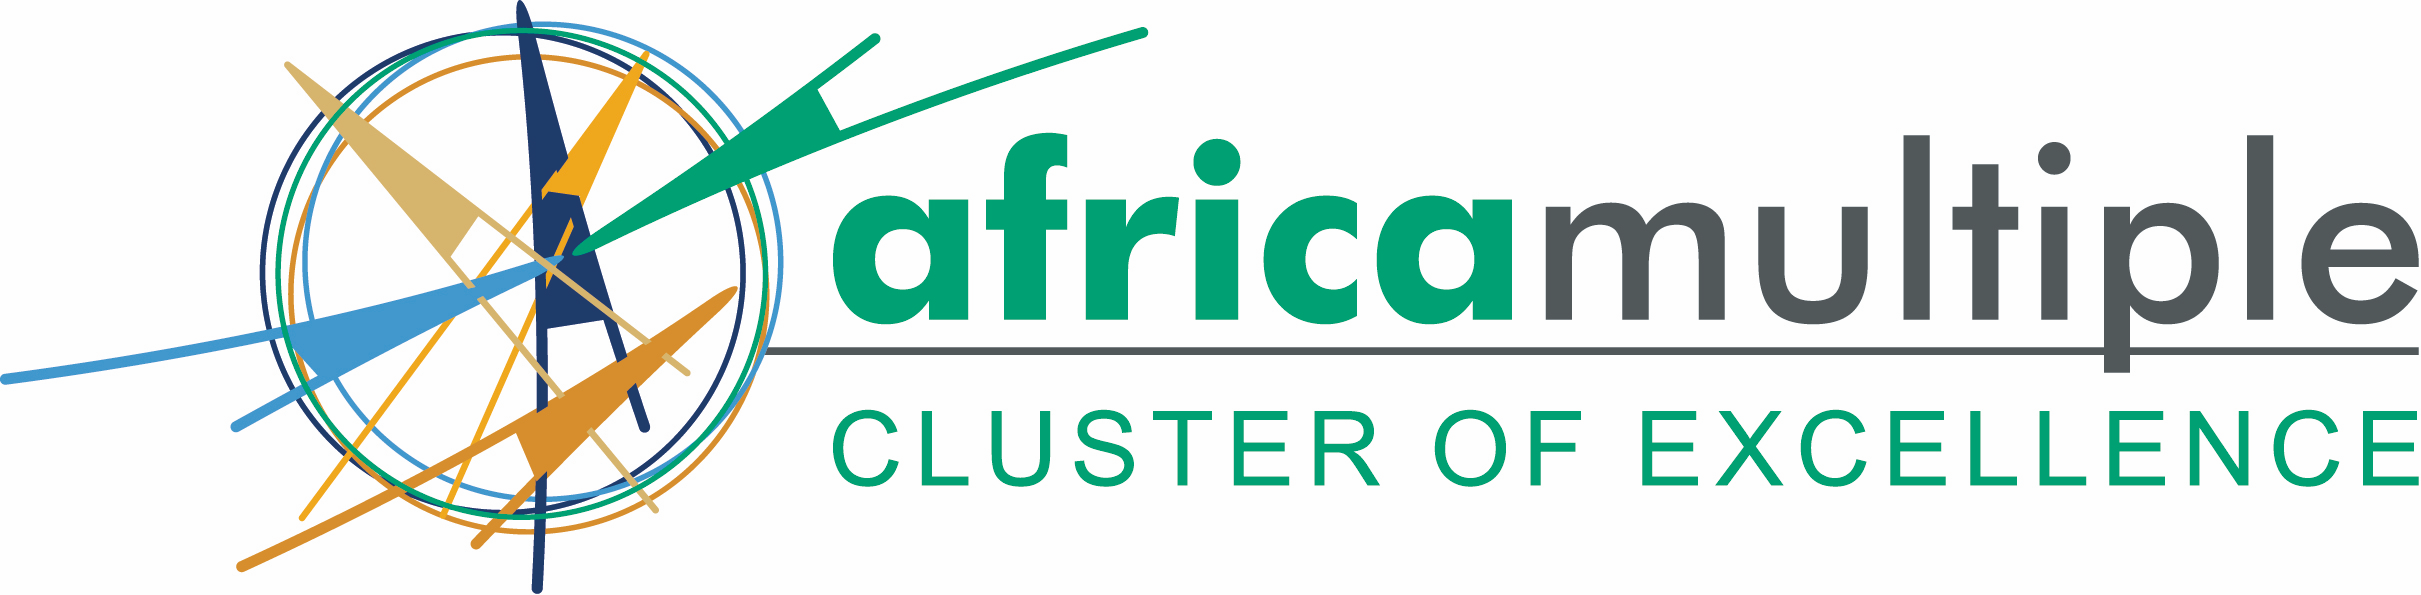 africamultiple
CLUSTER OF EXCELLENCE